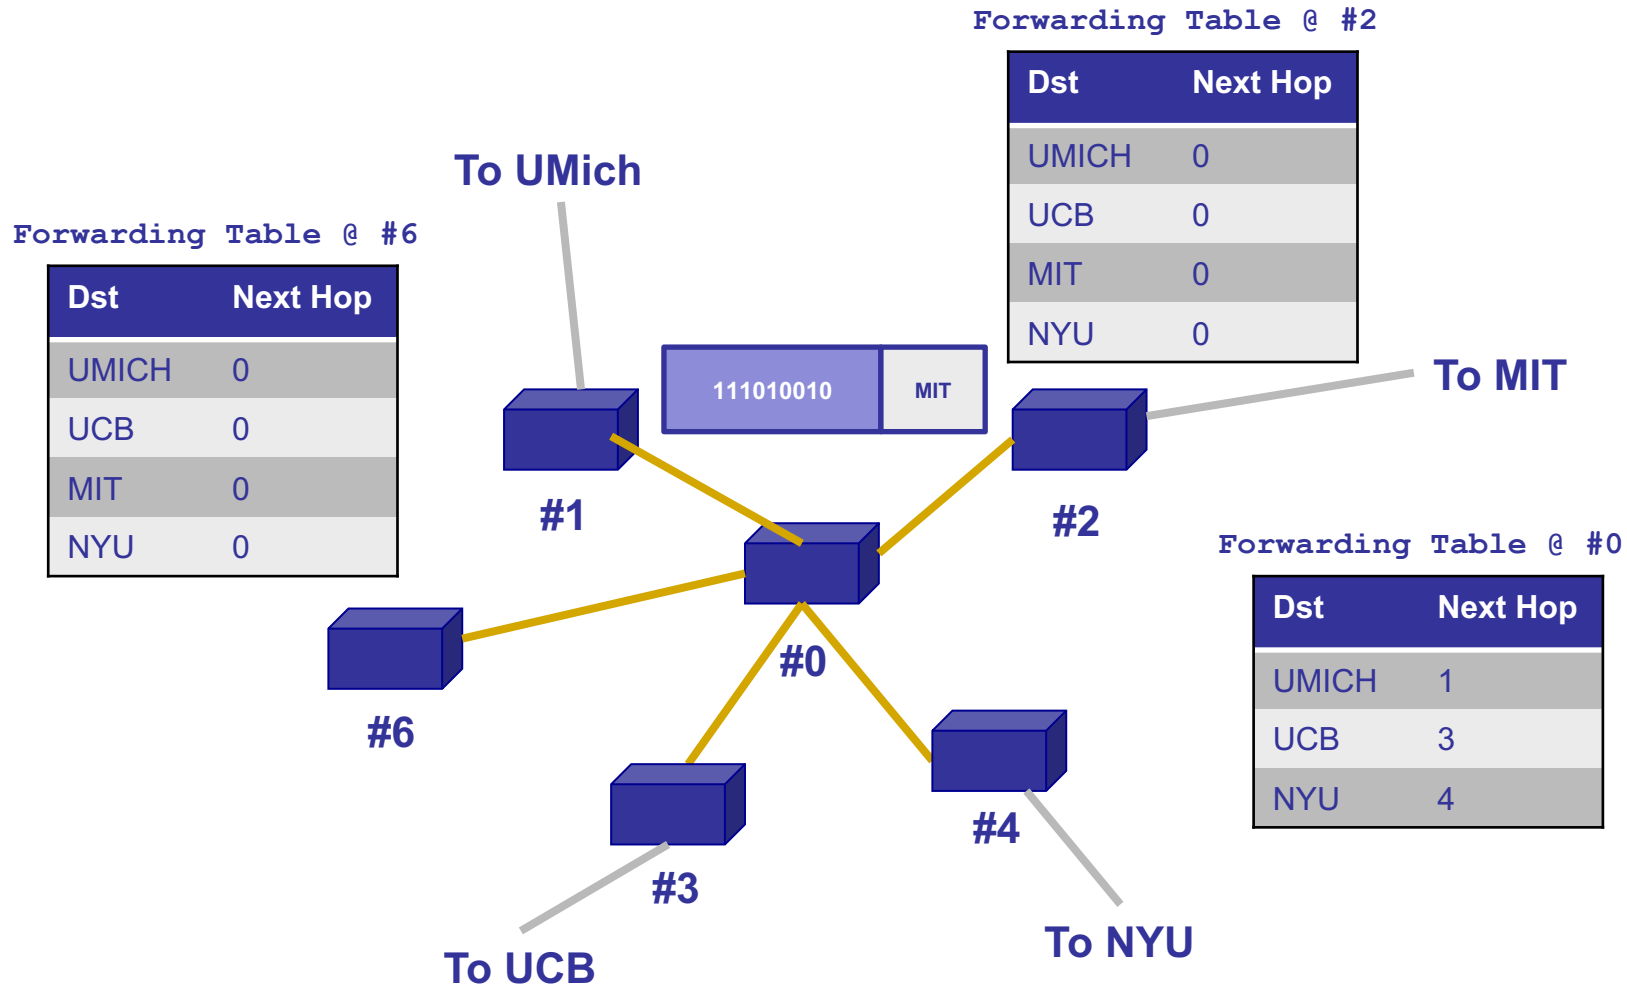 Forwarding Table @ #2
Dst Next Hop
UMICH 0
UCB 0
MIT 0
NYU 0
To UMich
Forwarding Table @ #6
Dst Next Hop
UMICH 0
UCB 0
MIT 0
NYU 0
111010010 MIT
To MIT
#1
#2
Forwarding Table @ #0
Dst Next Hop
UMICH 1
UCB 3
NYU 4
#0
#6
#4
#3
To NYU
To UCB